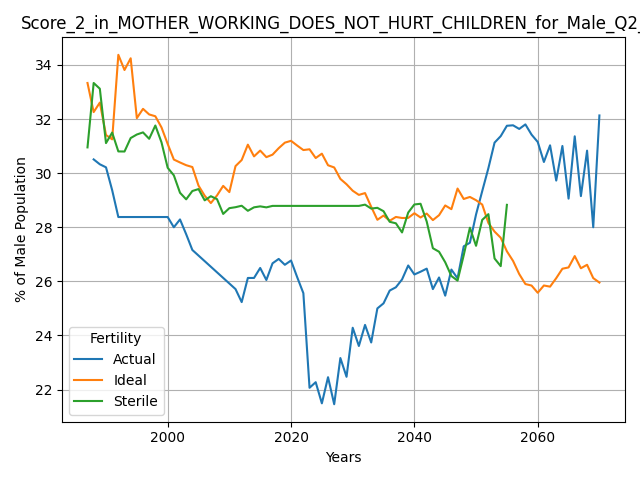 Score_2_in_MOTHER_WORKING_DOES_NOT_HURT_CHILDREN_for_Male_Q2_
% of Male Population
34
32
30
28
26
24
22
Fertility
Actual
Ideal
Sterile
2000 2020 2040 2060
Years